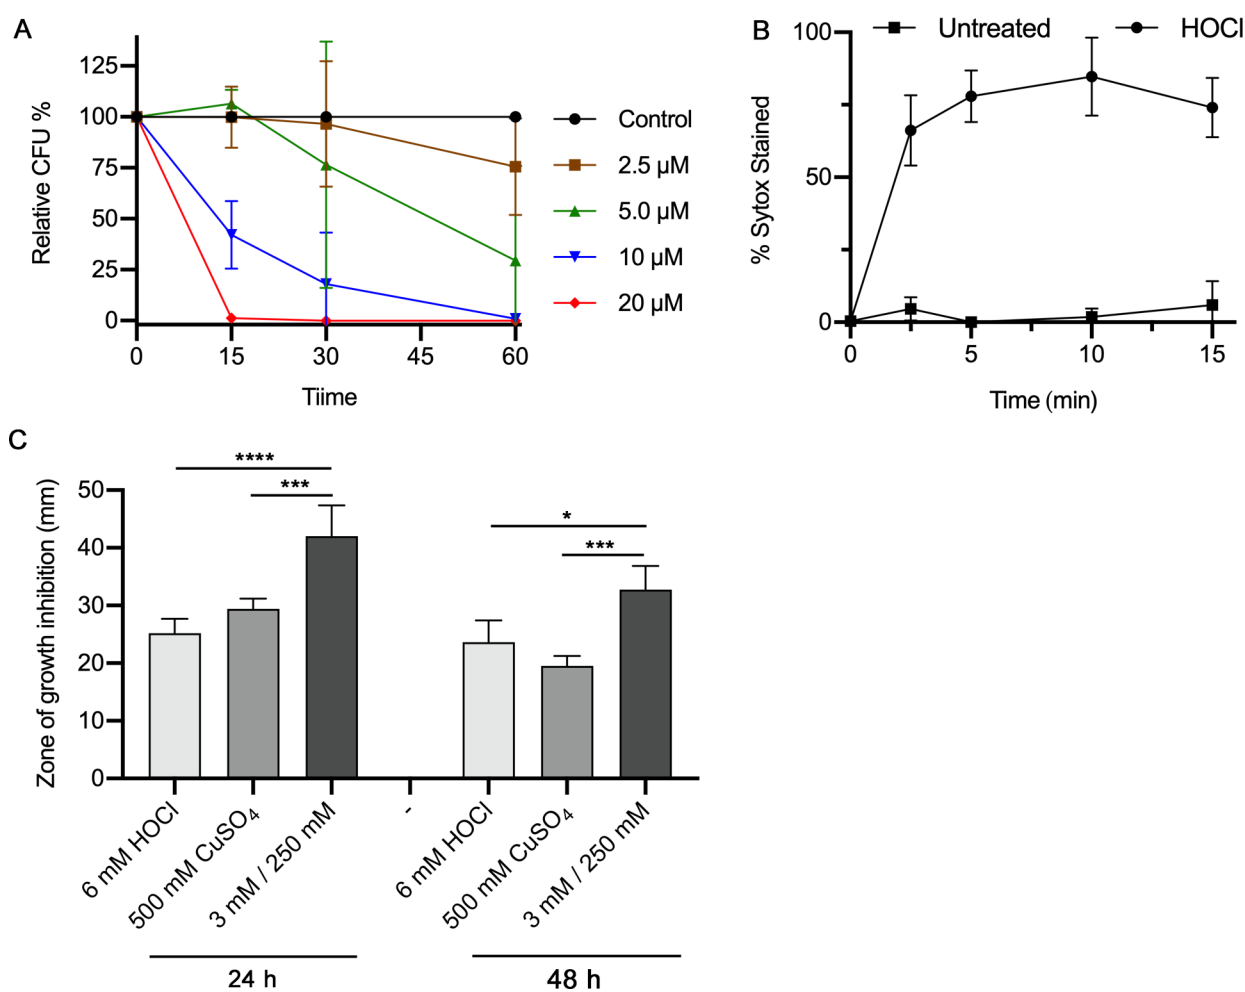 A
Relative CFU %
125
100
75
50
25
0
0 15 30 45 60
Tiime
Control
2.5 µM
5.0 µM
10 µM
20 µM
B
Untreated HOCl
% Sytox Stained
100
50
0
0 5 10 15
Time (min)
C
Zone of growth inhibition (mm)
50
40
30
20
10
0
**** 
***
*
***
6 mM HOCl
500 mM CuSO₄
3 mM / 250 mM
-
6 mM HOCl
500 mM CuSO₄
3 mM / 250 mM
24 h
48 h